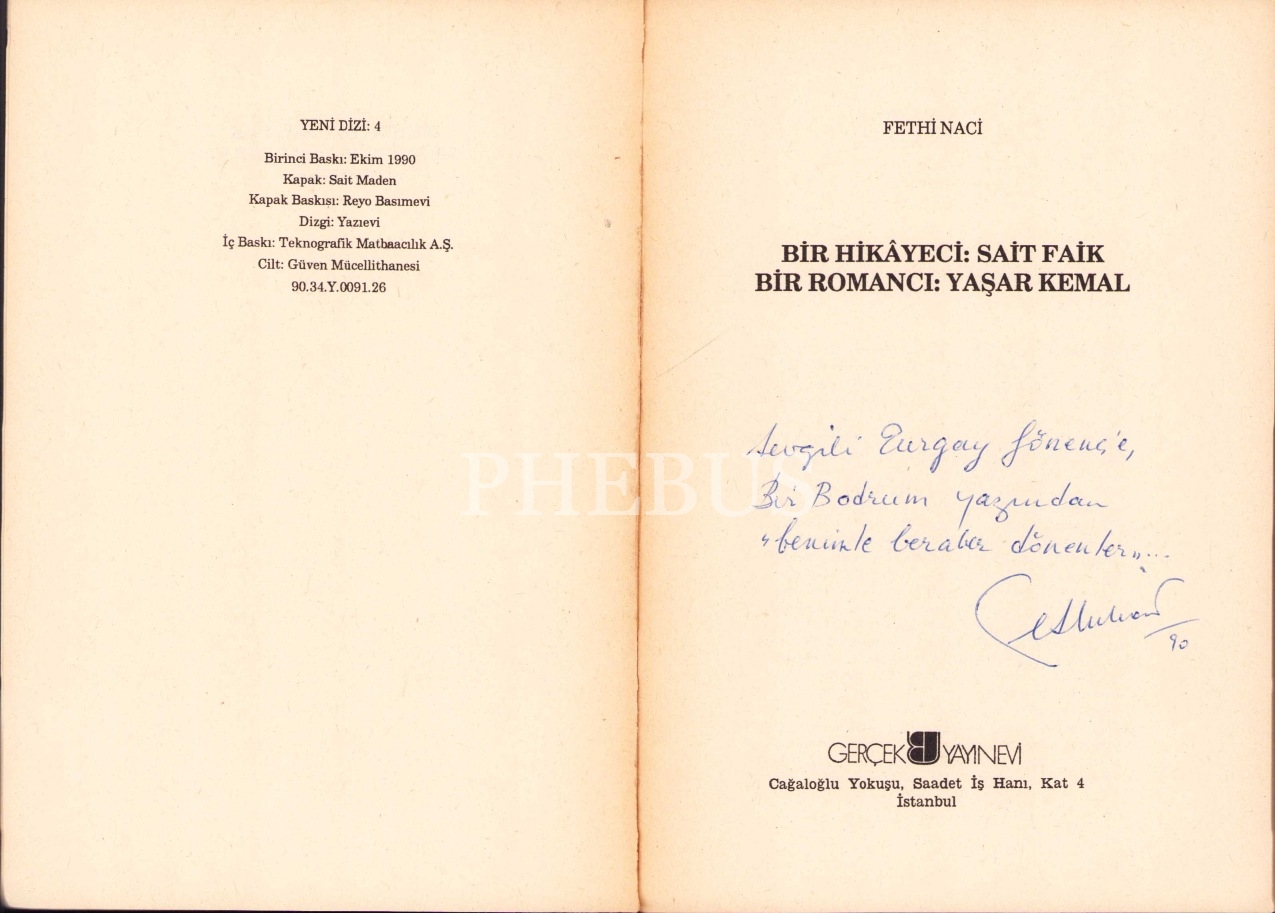 YENİ DİZİ: 4
Birinci Baskı: Ekim 1990
Kapak: Sait Maden
Kapak Baskısı: Reyo Basımevi
Dizgi: Yazıevi
İç Baskı: Teknografik Matbaacılık A.Ş.
Cilt: Güven Mücellithanesi
90.34.Y.0091.26
FETHİ NACİ
BİR HİKÂYECİ: SAİT FAİK
BİR ROMANCI: YAŞAR KEMAL
Sevgili Turgay Gönenç'e,
Bir Bodrum yazından
"benimle beraber dönenler"...
90
PHEBUS
GERÇEK YAYINEVİ
Cağaloğlu Yokuşu, Saadet İş Hanı, Kat 4
İstanbul